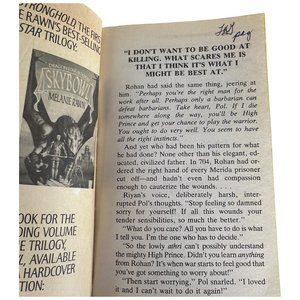 STRONGHOLD THE FIRST
E RAWN'S BEST-SELLING
STAR TRILOGY:
SKYBOWL
MELANIE RAWN
OOK FOR THE
DING VOLUME
E TRILOGY,
L, AVAILABLE
A HARDCOVER
TION:
pg
"I DON'T WANT TO BE GOOD AT
KILLING. WHAT SCARES ME IS
THAT I THINK IT'S WHAT I
MIGHT BE BEST AT."
Rohan had said the same thing, jeering at
him. "Perhaps you're the right man for the
work after all. Perhaps only a barbarian can
defeat barbarians. Take heart, Pol. If I die
somewhere along the way, you'll be High
Prince and get your chance to play the warrior.
You ought to do very well. You seem to have
a talent for it."
And yet who had been his pattern for what
he had done? None other than his elegant, ed-
ucated, civilized father. In 704, Rohan had or-
dered the right hand of every Merida prisoner
cut off—and hadn't even had compassion
enough to cauterize the wounds. . . .
Riyan's voice, deliberately harsh, inter-
rupted Pol's thoughts. "Stop feeling so damned
sorry for yourself! If all this wounds your
tender sensibilities, so much the better."
"What do you care? All you have to do is what
I tell you. I'm the one who has to decide."
"So the lowly athri can't possibly understand
the mighty High Prince. Didn't you learn anything
from Rohan? It's when war starts to feel good that
you've got something to worry about!"
"Then start worrying," Pol snarled. "I loved
it and I can't wait to do it again!"